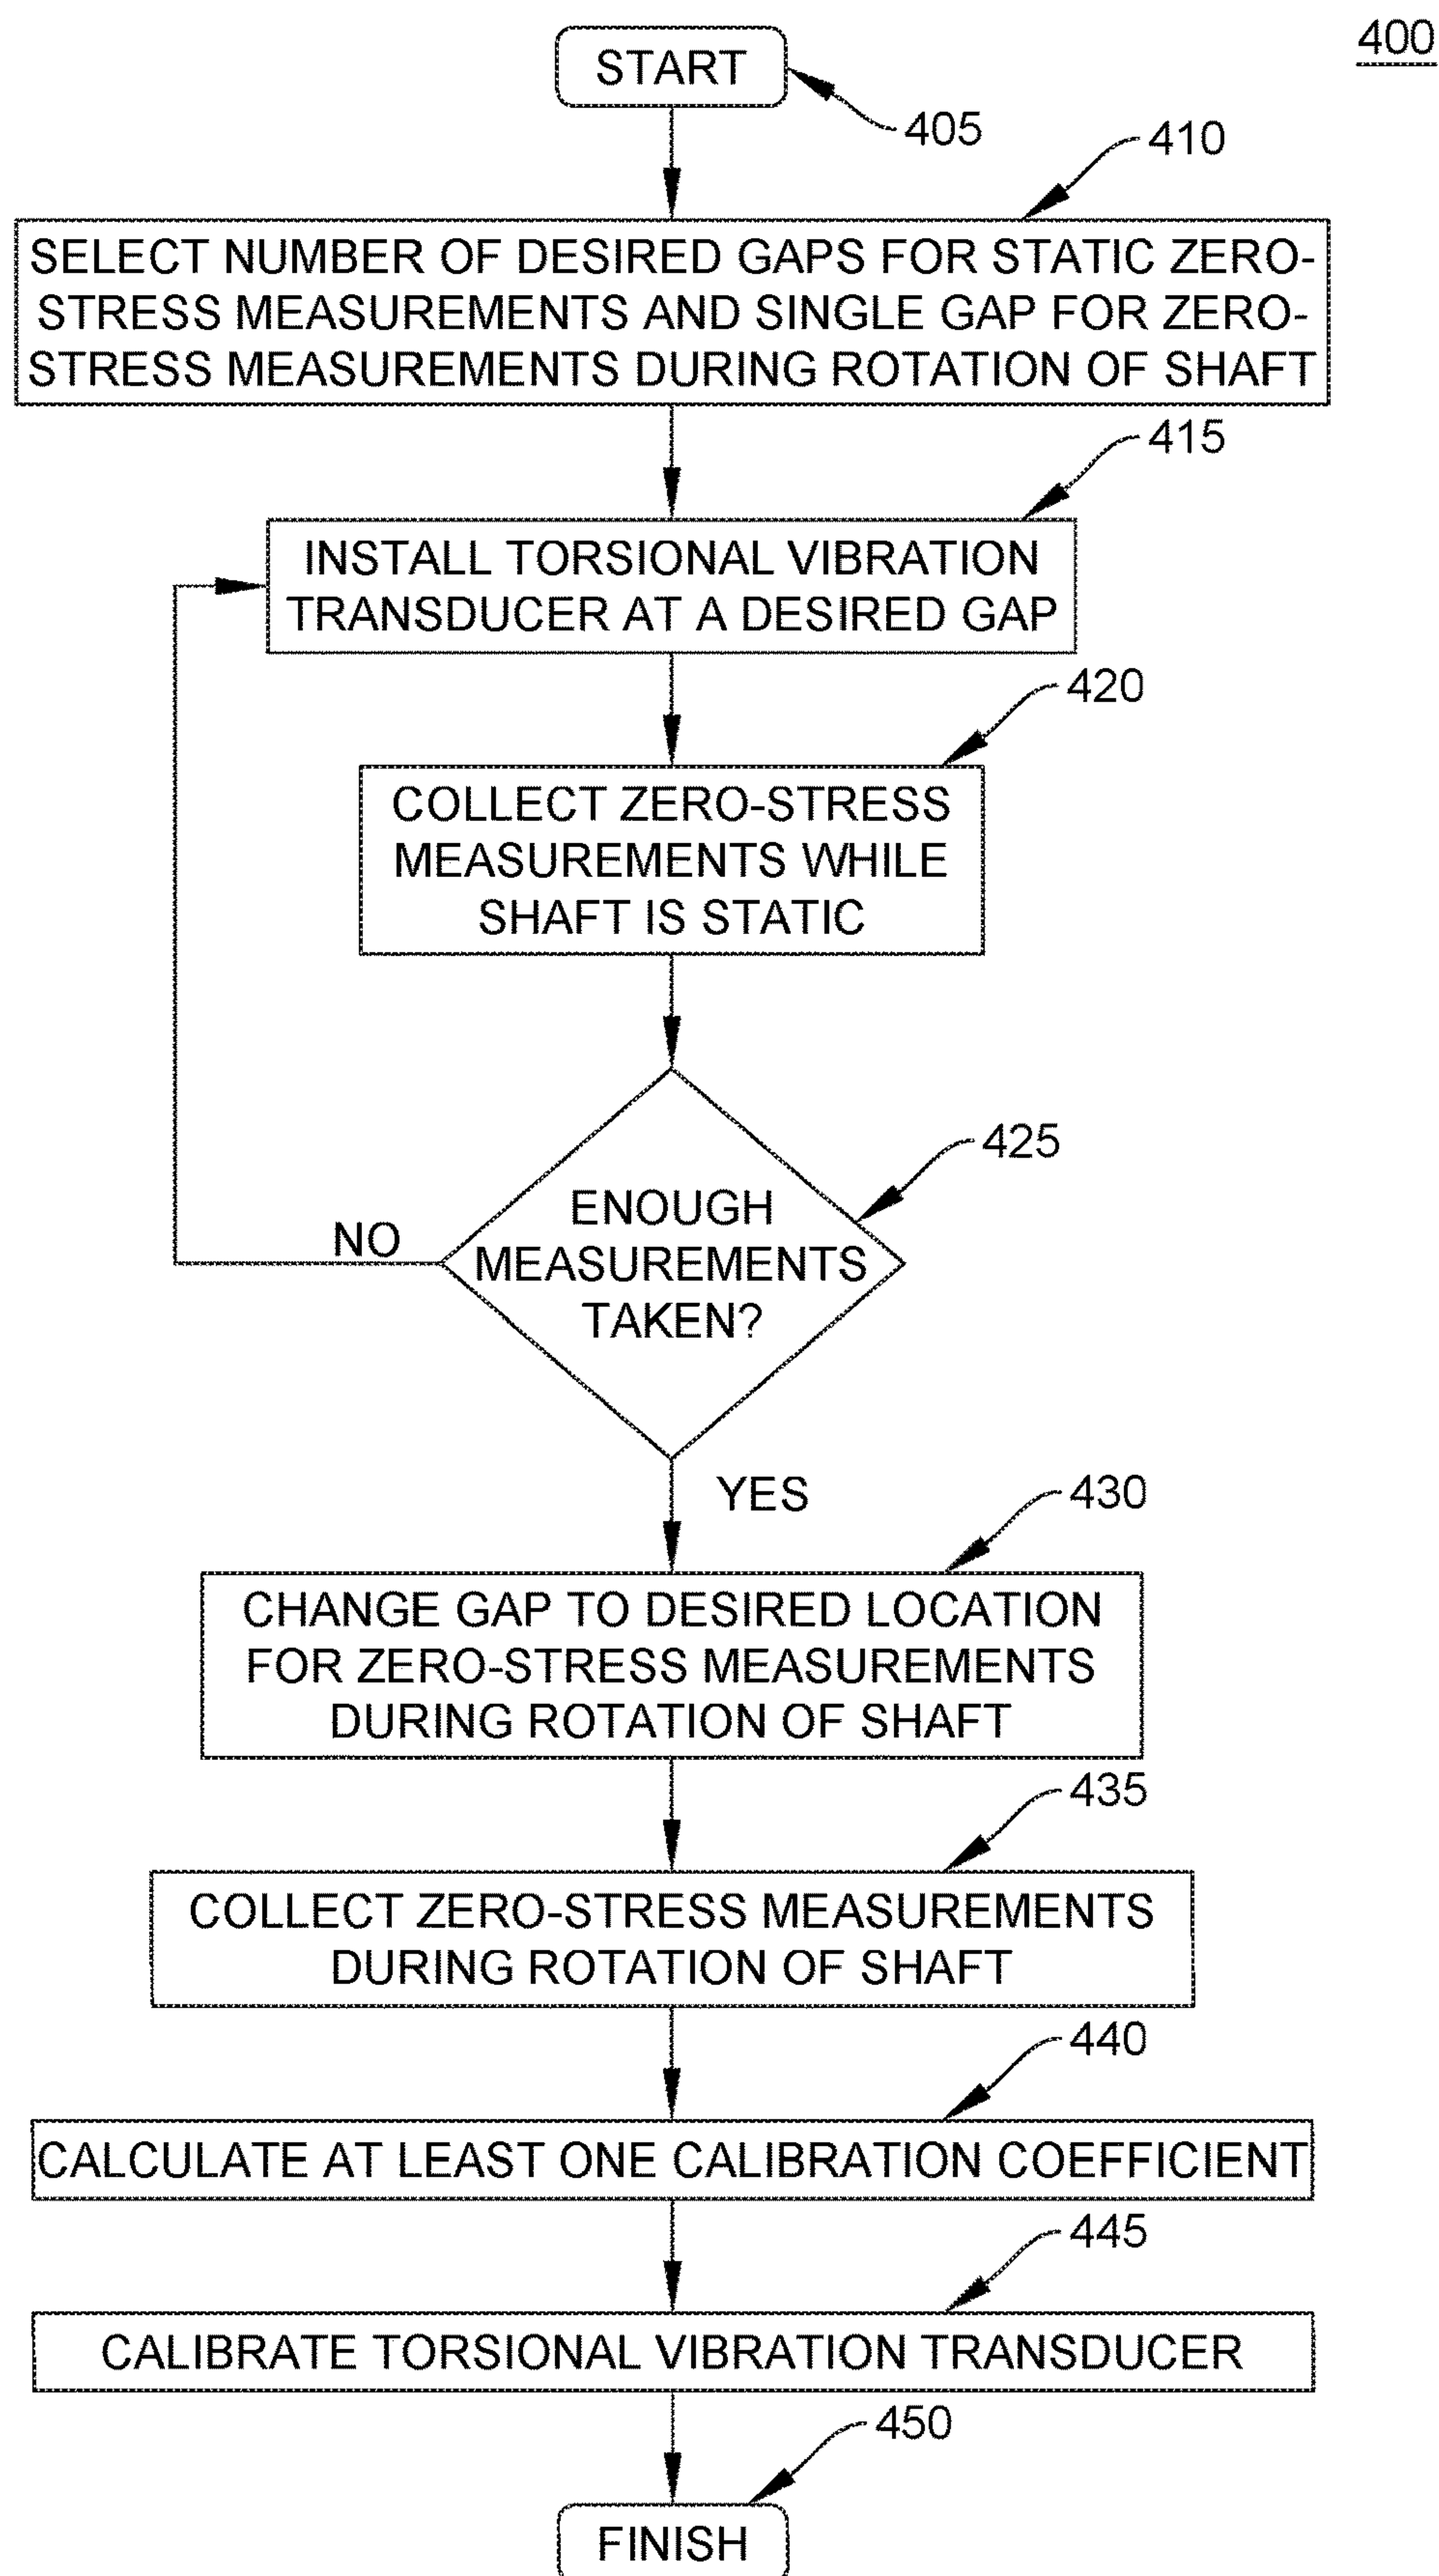 400
START
405
410
SELECT NUMBER OF DESIRED GAPS FOR STATIC ZERO-
STRESS MEASUREMENTS AND SINGLE GAP FOR ZERO-
STRESS MEASUREMENTS DURING ROTATION OF SHAFT
415
INSTALL TORSIONAL VIBRATION
TRANSDUCER AT A DESIRED GAP
420
COLLECT ZERO-STRESS
MEASUREMENTS WHILE
SHAFT IS STATIC
425
ENOUGH
MEASUREMENTS
TAKEN?
NO
YES
430
CHANGE GAP TO DESIRED LOCATION
FOR ZERO-STRESS MEASUREMENTS
DURING ROTATION OF SHAFT
435
COLLECT ZERO-STRESS MEASUREMENTS
DURING ROTATION OF SHAFT
440
CALCULATE AT LEAST ONE CALIBRATION COEFFICIENT
445
CALIBRATE TORSIONAL VIBRATION TRANSDUCER
450
FINISH